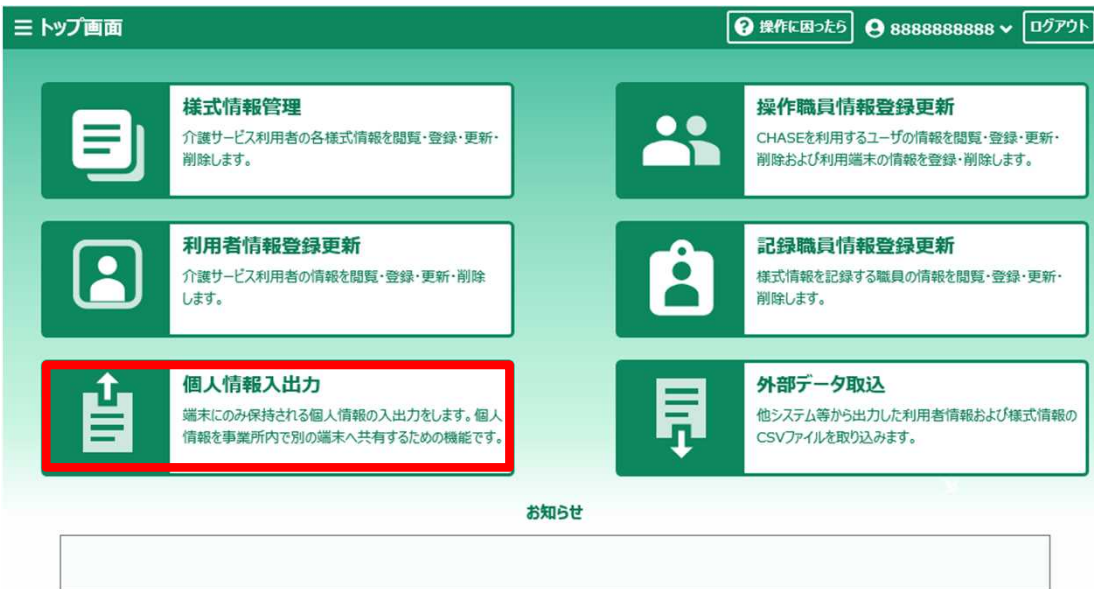 トップ画面
操作に困ったら
8888888888
ログアウト
様式情報管理
介護サービス利用者の各様式情報を閲覧・登録・更新・
削除します。
操作職員情報登録更新
CHASEを利用するユーザの情報を閲覧・登録・更新・
削除および利用端末の情報を登録・削除します。
利用者情報登録更新
介護サービス利用者の情報を閲覧・登録・更新・削除
します。
記録職員情報登録更新
様式情報を記録する職員の情報を閲覧・登録・更新・
削除します。
個人情報入出力
端末にのみ保持される個人情報の入出力をします。個人
情報を事業所内で別の端末へ共有するための機能です。
外部データ取込
他システム等から出力した利用者情報および様式情報の
CSVファイルを取り込みます。
お知らせ